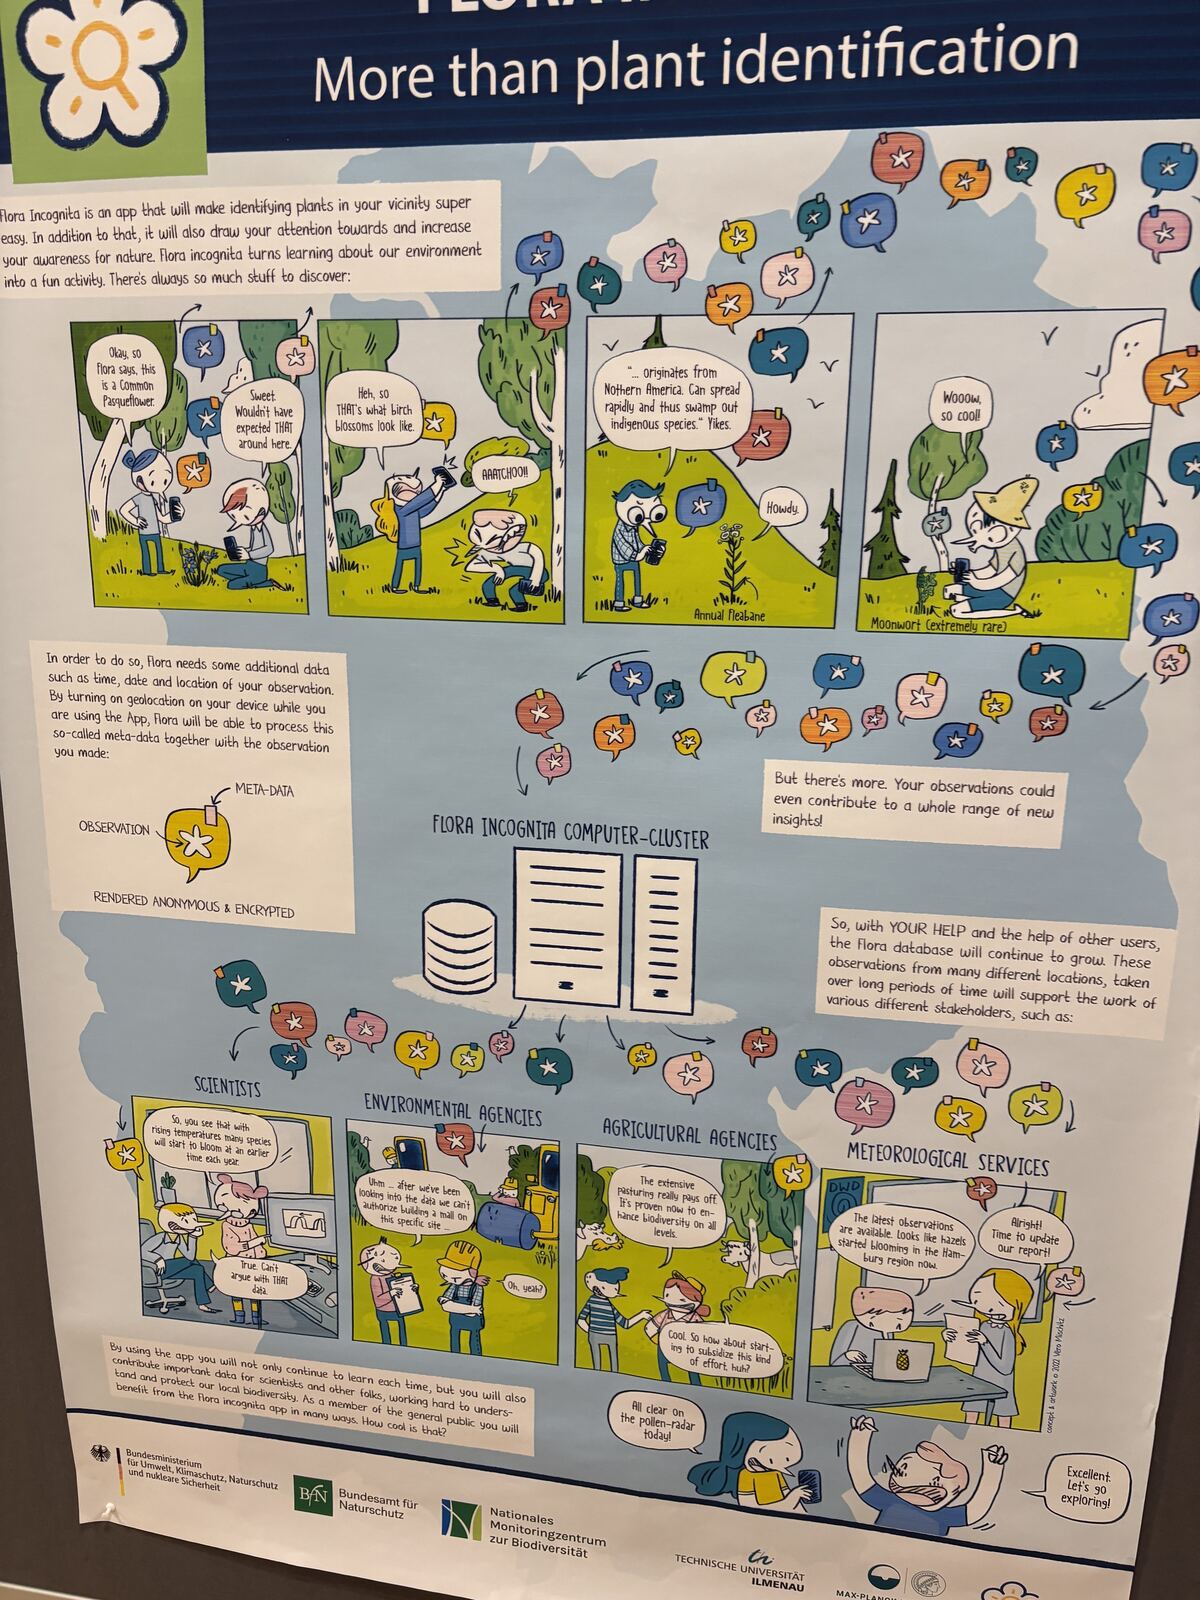 More than plant identification
Flora Incognita is an app that will make identifying plants in your vicinity super
easy. In addition to that, it will also draw your attention towards and increase
your awareness for nature. Flora incognita turns learning about our environment
into a fun activity. There's always so much stuff to discover:
Okay, so
Flora says, this
is a Common
Pasqueflower.
Sweet.
Wouldn't have
expected THAT
around here.
Heh, so
THAT's what birch
blossoms look like.
AAATCHOO!!
"... originates from
Nothern America. Can spread
rapidly and thus swamp out
indigenous species." Yikes.
Howdy.
Annual Fleabane
Wooow,
so cool!
Moonwort (extremely rare)
In order to do so, Flora needs some additional data
such as time, date and location of your observation.
By turning on geolocation on your device while you
are using the App, Flora will be able to process this
so-called meta-data together with the observation
you made:
META-DATA
OBSERVATION
RENDERED ANONYMOUS & ENCRYPTED
But there's more. Your observations could
even contribute to a whole range of new
insights!
FLORA INCOGNITA COMPUTER-CLUSTER
So, with YOUR HELP and the help of other users,
the Flora database will continue to grow. These
observations from many different locations, taken
over long periods of time will support the work of
various different stakeholders, such as:
SCIENTISTS
So, you see that with
rising temperatures many species
will start to bloom at an earlier
time each year.
True. Can't
argue with THAT
data.
ENVIRONMENTAL AGENCIES
Uhm ... after we've been
looking into the data we can't
authorize building a mall on
this specific site ...
Oh, yeah?
AGRICULTURAL AGENCIES
The extensive
pasturing really pays off.
It's proven now to en-
hance biodiversity on all
levels.
Cool. So how about start-
ing to subsidize this kind
of effort, huh?
METEOROLOGICAL SERVICES
DWD
The latest observations
are available. Looks like hazels
started blooming in the Ham-
burg region now.
Alright!
Time to update
our report!
concept & artwork © 2022 Vero Mischitz
By using the app you will not only continue to learn each time, but you will also
contribute important data for scientists and other folks, working hard to unders-
tand and protect our local biodiversity. As a member of the general public you will
benefit from the Flora incognita app in many ways. How cool is that?
All clear on
the pollen-radar
today!
Excellent.
Let's go
exploring!
Bundesministerium
für Umwelt, Klimaschutz, Naturschutz
und nukleare Sicherheit
BfN
Bundesamt für
Naturschutz
Nationales
Monitoringzentrum
zur Biodiversität
TECHNISCHE UNIVERSITÄT
ILMENAU